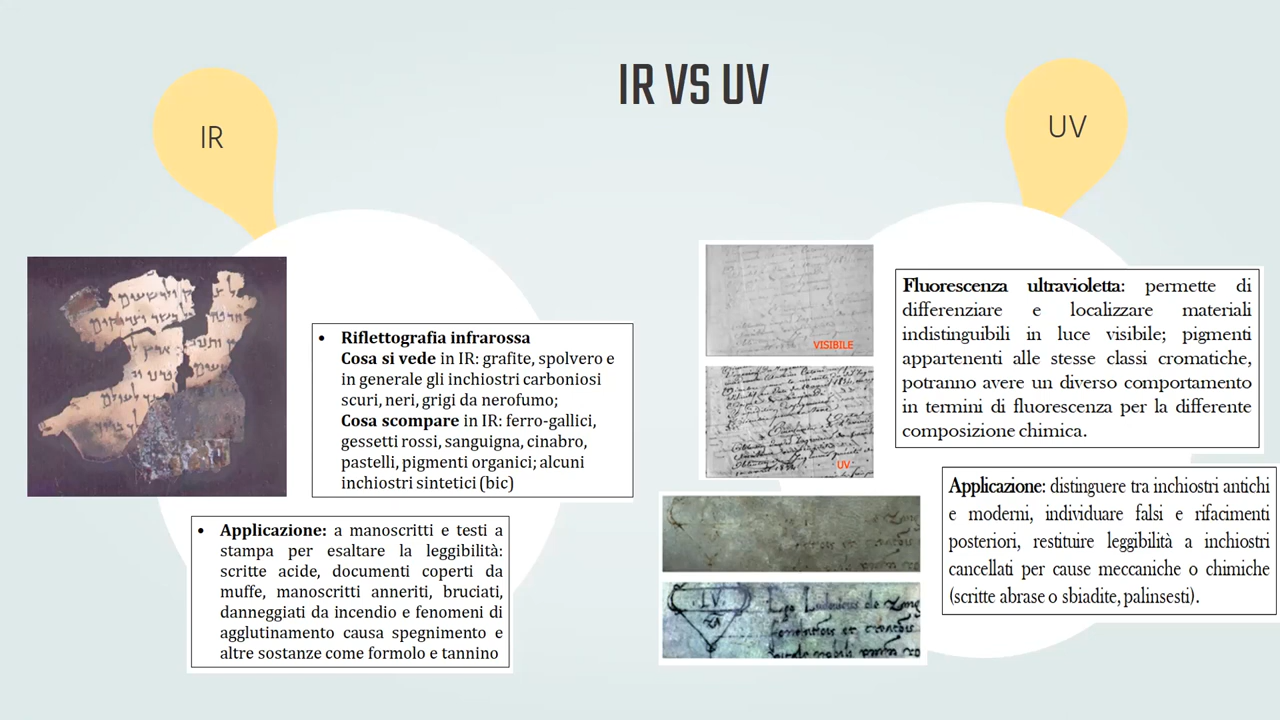 IR VS UV
IR
UV
• Riflettografia infrarossa
Cosa si vede in IR: grafite, spolvero e
in generale gli inchiostri carboniosi
scuri, neri, grigi da nerofumo;
Cosa scompare in IR: ferro-gallici,
gessetti rossi, sanguigna, cinabro,
pastelli, pigmenti organici; alcuni
inchiostri sintetici (bic)
• Applicazione: a manoscritti e testi a
stampa per esaltare la leggibilità:
scritte acide, documenti coperti da
muffe, manoscritti anneriti, bruciati,
danneggiati da incendio e fenomeni di
agglutinamento causa spegnimento e
altre sostanze come formolo e tannino
VISIBILE
UV
Fluorescenza ultravioletta: permette di
differenziare e localizzare materiali
indistinguibili in luce visibile; pigmenti
appartenenti alle stesse classi cromatiche,
potranno avere un diverso comportamento
in termini di fluorescenza per la differente
composizione chimica.
Applicazione: distinguere tra inchiostri antichi
e moderni, individuare falsi e rifacimenti
posteriori, restituire leggibilità a inchiostri
cancellati per cause meccaniche o chimiche
(scritte abrase o sbiadite, palinsesti).